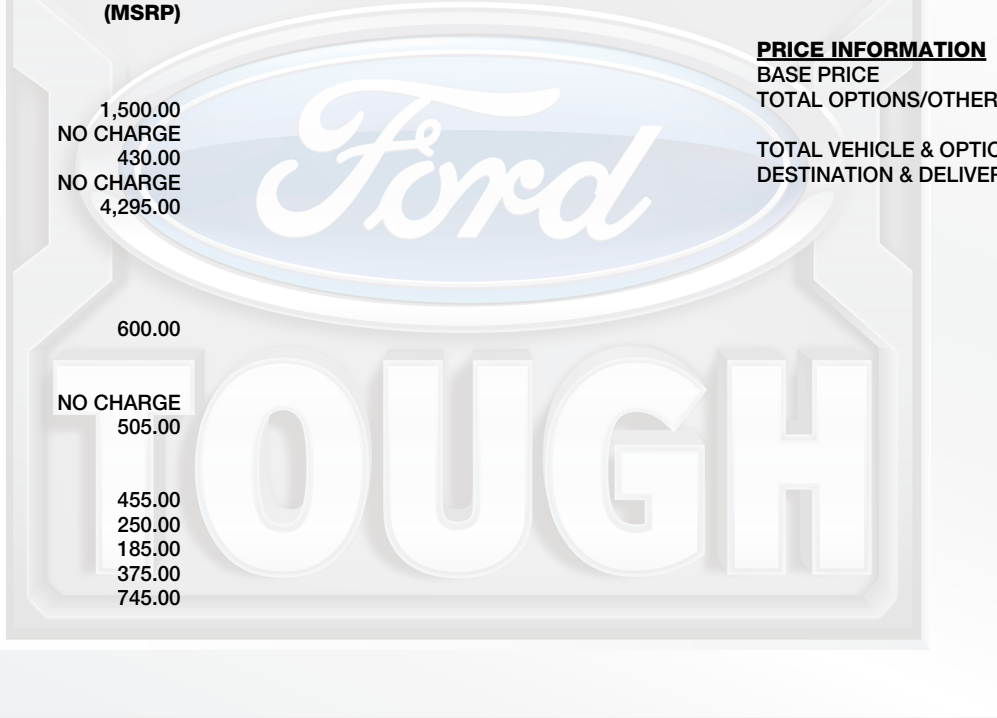 (MSRP)
1,500.00
NO CHARGE
430.00
NO CHARGE
4,295.00
600.00
NO CHARGE
505.00
455.00
250.00
185.00
375.00
745.00
PRICE INFORMATION
BASE PRICE
TOTAL OPTIONS/OTHER
TOTAL VEHICLE & OPTIO
DESTINATION & DELIVER
Ford
TOUGH